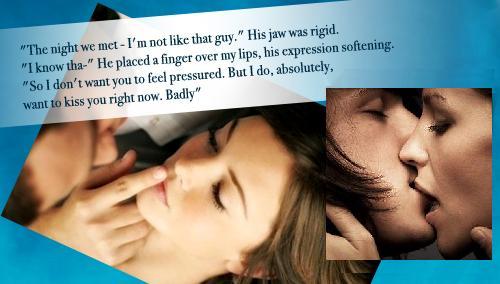 "The night we met - I'm not like that guy." His jaw was rigid.
"I know tha-" He placed a finger over my lips, his expression softening.
"So I don't want you to feel pressured. But I do, absolutely,
want to kiss you right now. Badly"